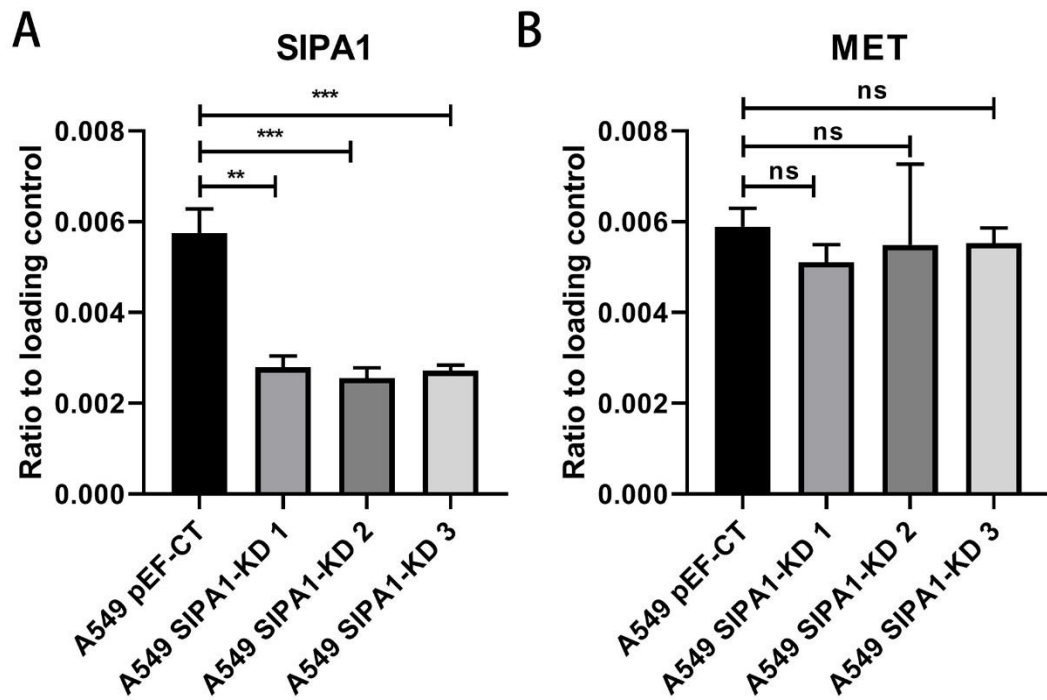 A
SIPA1
***
***
**
Ratio to loading control
0.008
0.006
0.004
0.002
0.000
A549 pEF-CT
A549 SIPA1-KD 1
A549 SIPA1-KD 2
A549 SIPA1-KD 3
B
MET
ns
ns
ns
Ratio to loading control
0.008
0.006
0.004
0.002
0.000
A549 pEF-CT
A549 SIPA1-KD 1
A549 SIPA1-KD 2
A549 SIPA1-KD 3